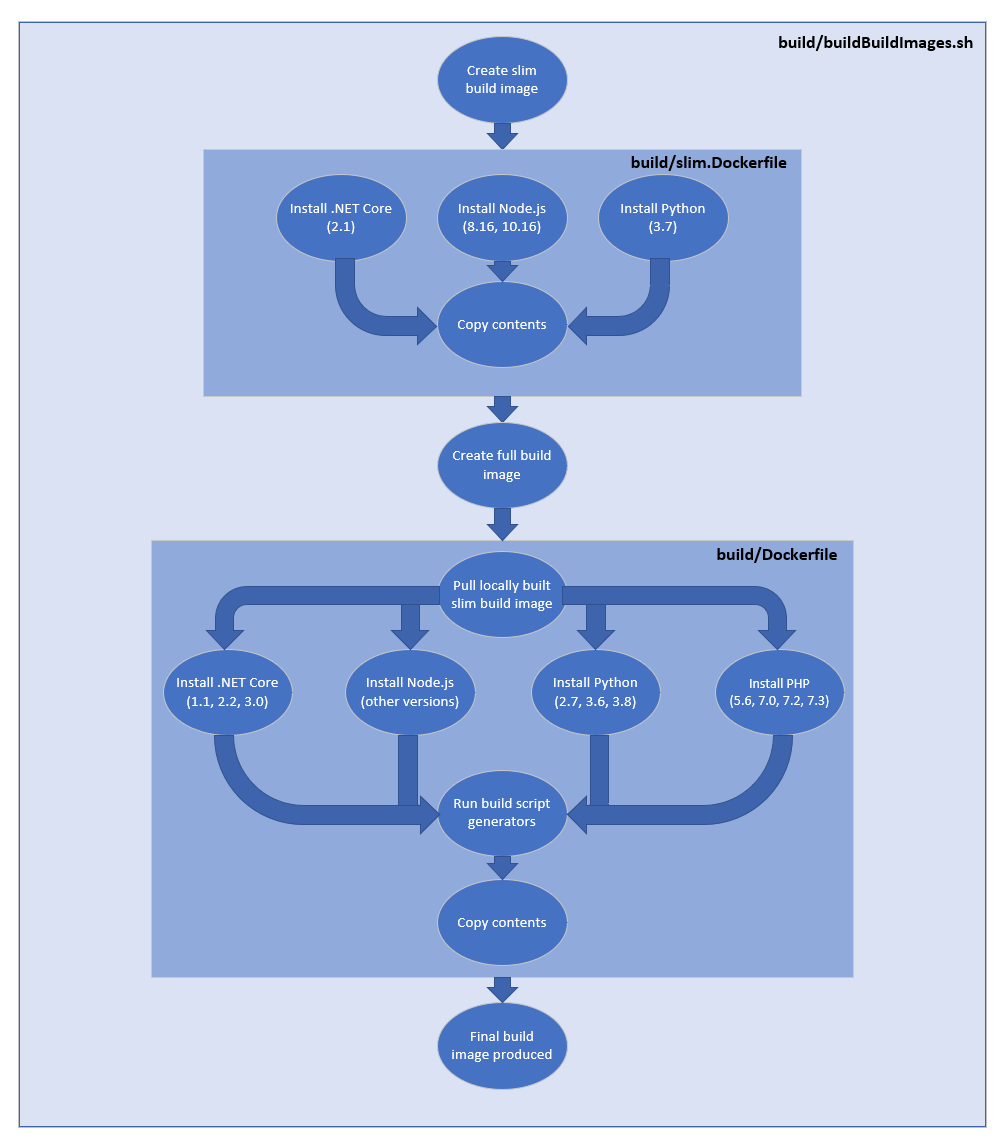 build/buildBuildImages.sh
Create slim
build image
build/slim.Dockerfile
Install .NET Core
(2.1)
Install Node.js
(8.16, 10.16)
Install Python
(3.7)
Copy contents
Create full build
image
build/Dockerfile
Pull locally built
slim build image
Install .NET Core
(1.1, 2.2, 3.0)
Install Node.js
(other versions)
Install Python
(2.7, 3.6, 3.8)
Install PHP
(5.6, 7.0, 7.2, 7.3)
Run build script
generators
Copy contents
Final build
image produced